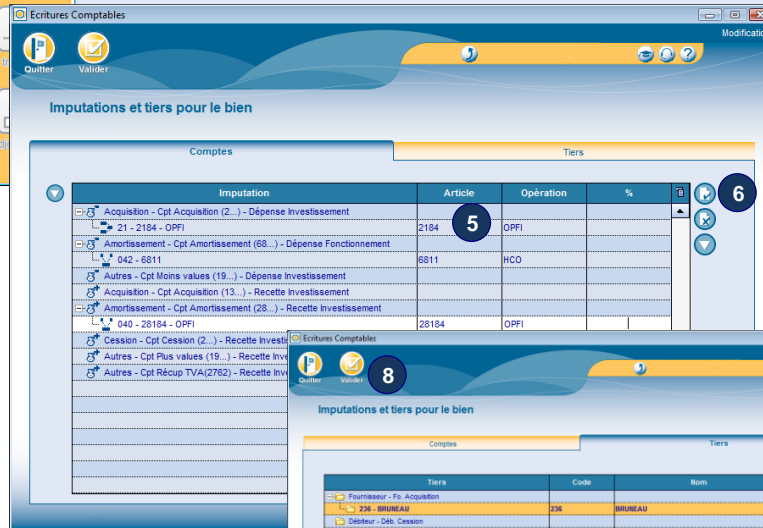 Ecritures Comptables
Modificatio
Quitter
Valider
Imputations et tiers pour le bien
Comptes
Tiers
Imputation Article Opération %
6
Acquisition - Cpt Acquisition (2...) - Dépense Investissement
21 - 2184 - OPFI 2184 OPFI
5
Amortissement - Cpt Amortissement (68...) - Dépense Fonctionnement
042 - 6811 6811 HCO
Autres - Cpt Moins values (19...) - Dépense Investissement
Acquisition - Cpt Acquisition (13...) - Recette Investissement
Amortissement - Cpt Amortissement (28...) - Recette Investissement
040 - 28184 - OPFI 28184 OPFI
Cession - Cpt Cession (2...) - Recette Investi
Autres - Cpt Plus values (19...) - Recette Inve
Autres - Cpt Récup TVA(2762) - Recette Inve
Ecritures Comptables
Quitter
Valider
8
Imputations et tiers pour le bien
Comptes
Tiers
Tiers Code Nom
Fournisseur - Fo. Acquisition
236 - BRUNEAU 236 BRUNEAU
Débiteur - Déb. Cession